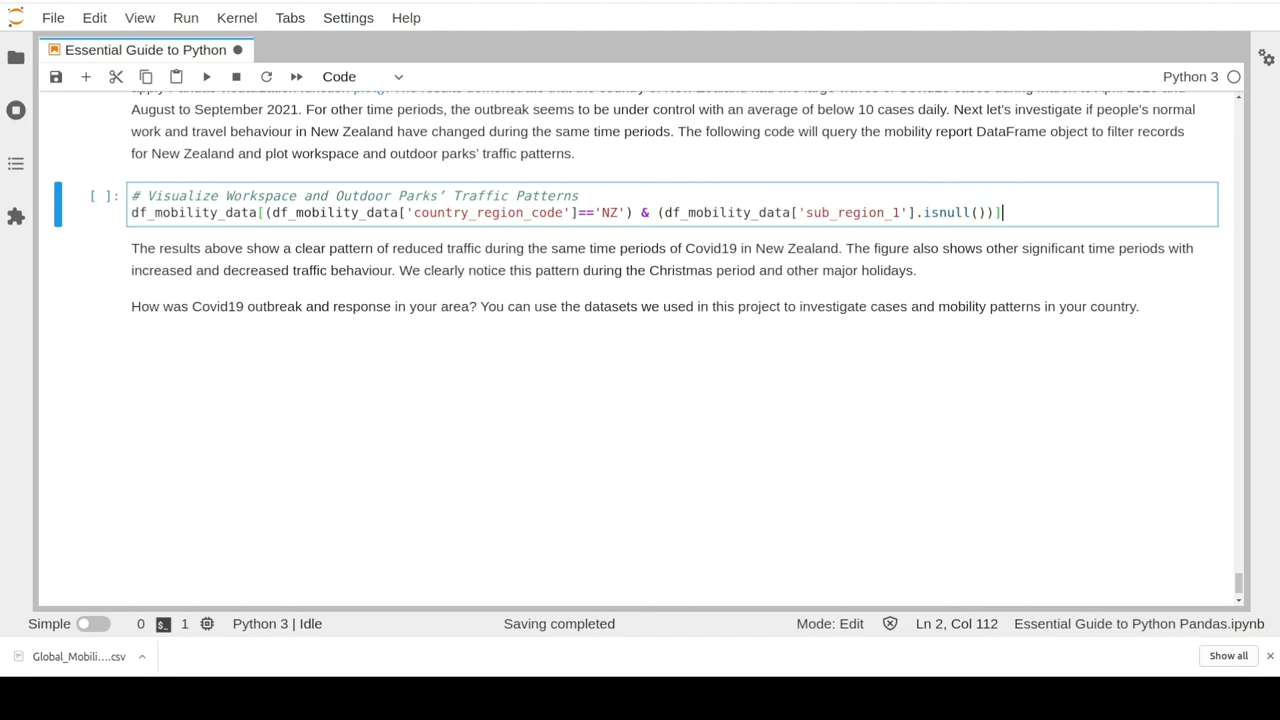 File Edit View Run Kernel Tabs Settings Help
Essential Guide to Python
Code
Python 3
August to September 2021. For other time periods, the outbreak seems to be under control with an average of below 10 cases daily. Next let's investigate if people's normal
work and travel behaviour in New Zealand have changed during the same time periods. The following code will query the mobility report DataFrame object to filter records
for New Zealand and plot workspace and outdoor parks' traffic patterns.
[ ]: # Visualize Workspace and Outdoor Parks’ Traffic Patterns
df_mobility_data[(df_mobility_data['country_region_code']=='NZ') & (df_mobility_data['sub_region_1'].isnull())]
The results above show a clear pattern of reduced traffic during the same time periods of Covid19 in New Zealand. The figure also shows other significant time periods with
increased and decreased traffic behaviour. We clearly notice this pattern during the Christmas period and other major holidays.
How was Covid19 outbreak and response in your area? You can use the datasets we used in this project to investigate cases and mobility patterns in your country.
Simple 0 $_ 1 Python 3 | Idle Saving completed Mode: Edit Ln 2, Col 112 Essential Guide to Python Pandas.ipynb
Global_Mobili....csv Show all